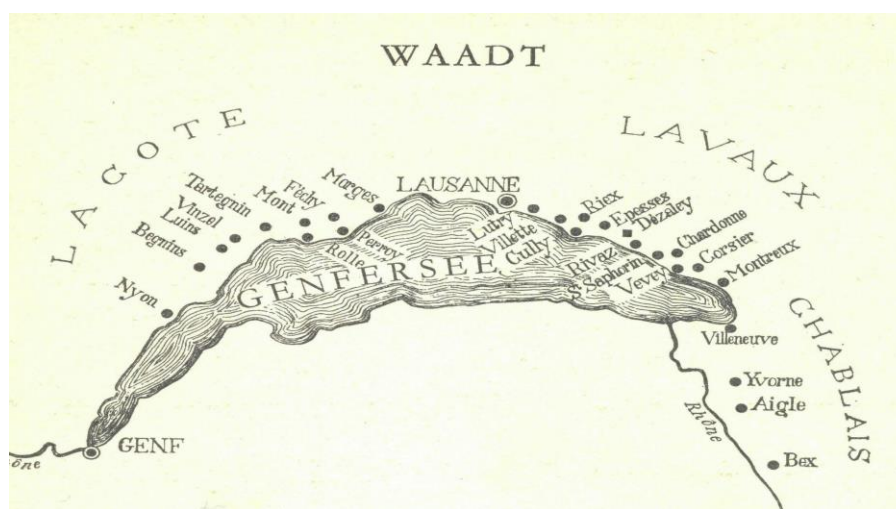 WAADT
LA COTE
LAVAUX
CHABLAIS
Nyon
Begnins
Luins
Vinzel
Tartegnin
Mont
Féchy
Morges
Rolle
Perroy
LAUSANNE
Lutry
Villette
Cully
Riex
Epesses
Dézaley
Rivaz
St Saphorin
Vevey
Chardonne
Corsier
Montreux
GENFERSEE
Villeneuve
Yvorne
Aigle
Bex
Rhône
GENF
hône